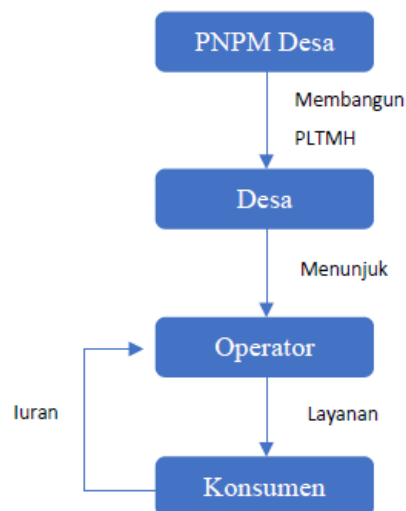 PNPM Desa
Membangun
PLTMH
Desa
Menunjuk
Operator
Iuran
Layanan
Konsumen